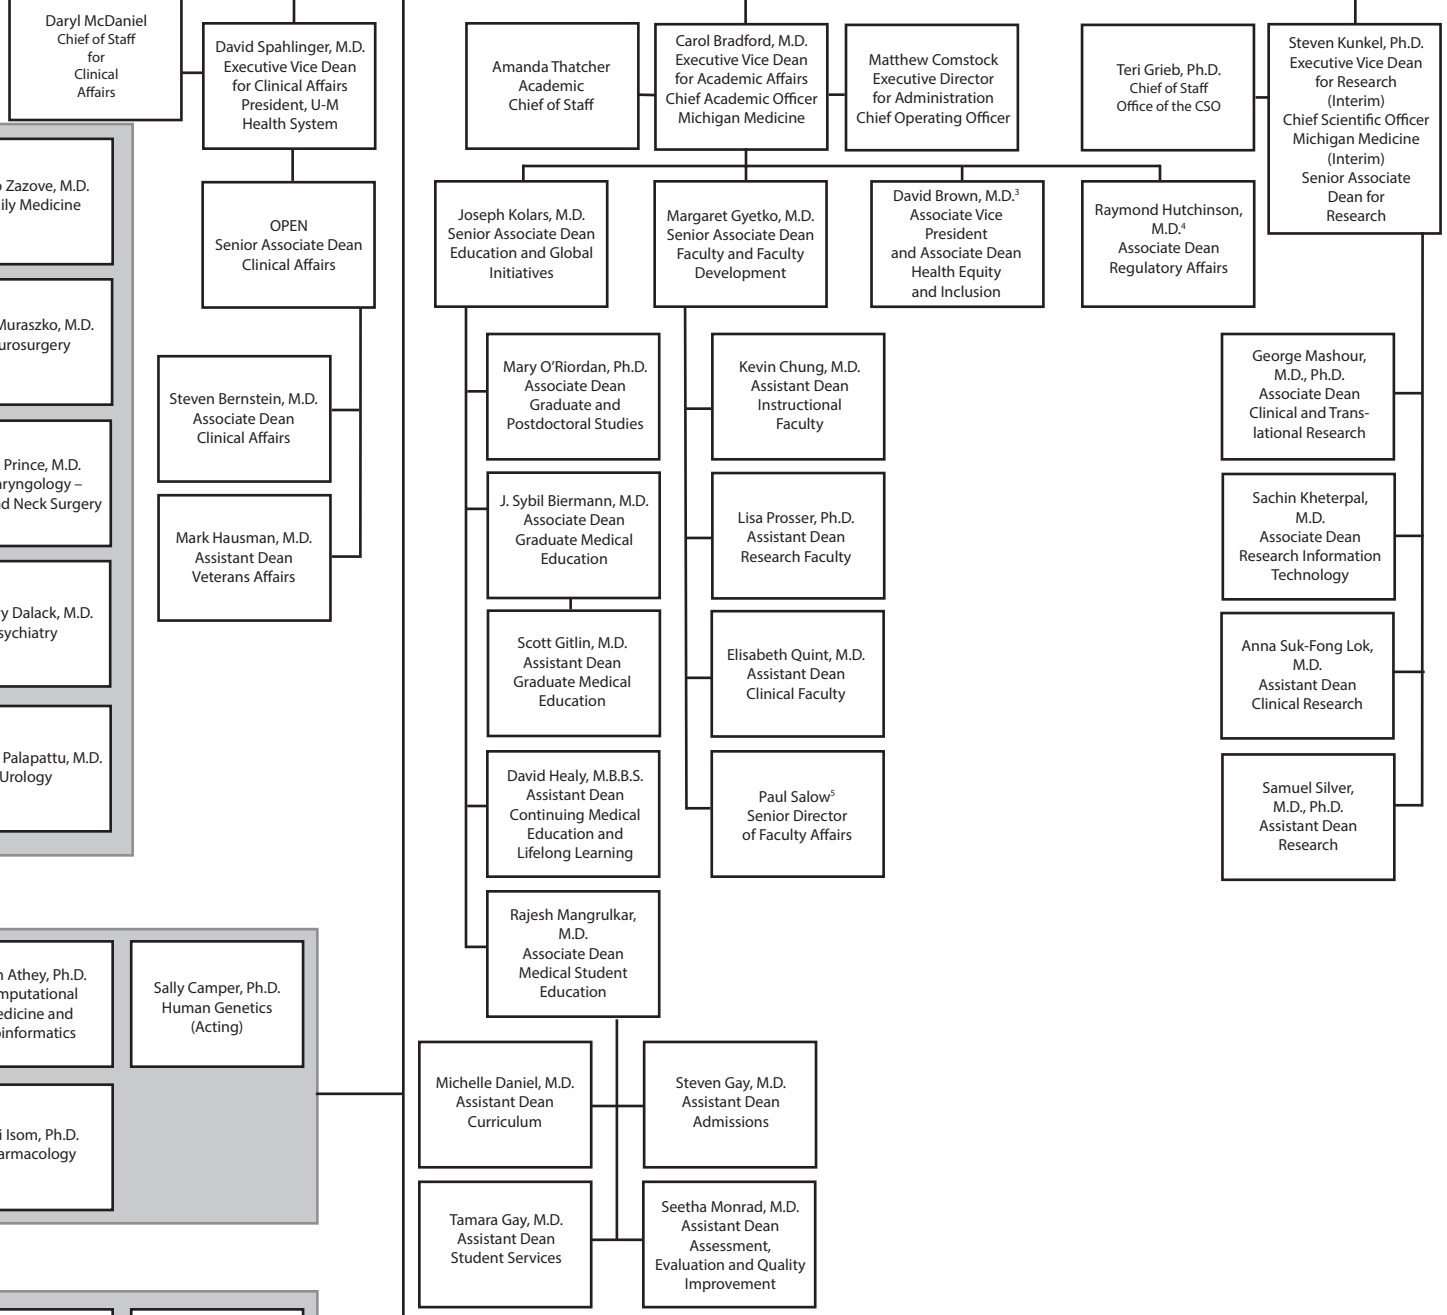 Daryl McDaniel
Chief of Staff
for
Clinical
Affairs
David Spahlinger, M.D.
Executive Vice Dean
for Clinical Affairs
President, U-M
Health System
Amanda Thatcher
Academic
Chief of Staff
Carol Bradford, M.D.
Executive Vice Dean
for Academic Affairs
Chief Academic Officer
Michigan Medicine
Matthew Comstock
Executive Director
for Administration
Chief Operating Officer
Teri Grieb, Ph.D.
Chief of Staff
Office of the CSO
Steven Kunkel, Ph.D.
Executive Vice Dean
for Research
(Interim)
Chief Scientific Officer
Michigan Medicine
(Interim)
Senior Associate
Dean for
Research
Zazove, M.D.
Medicine
OPEN
Senior Associate Dean
Clinical Affairs
Joseph Kolars, M.D.
Senior Associate Dean
Education and Global
Initiatives
Margaret Gyetko, M.D.
Senior Associate Dean
Faculty and Faculty
Development
David Brown, M.D.³
Associate Vice
President
and Associate Dean
Health Equity
and Inclusion
Raymond Hutchinson,
M.D.⁴
Associate Dean
Regulatory Affairs
Muraszko, M.D.
Steven Bernstein, M.D.
Associate Dean
Clinical Affairs
Mary O’Riordan, Ph.D.
Associate Dean
Graduate and
Postdoctoral Studies
Kevin Chung, M.D.
Assistant Dean
Instructional
Faculty
George Mashour,
M.D., Ph.D.
Associate Dean
Clinical and Trans-
lational Research
Prince, M.D.
Neck Surgery
Mark Hausman, M.D.
Assistant Dean
Veterans Affairs
J. Sybil Biermann, M.D.
Associate Dean
Graduate Medical
Education
Lisa Prosser, Ph.D.
Assistant Dean
Research Faculty
Sachin Kheterpal,
M.D.
Associate Dean
Research Information
Technology
Dalack, M.D.
Scott Gitlin, M.D.
Assistant Dean
Graduate Medical
Education
Elisabeth Quint, M.D.
Assistant Dean
Clinical Faculty
Anna Suk-Fong Lok,
M.D.
Assistant Dean
Clinical Research
Palapattu, M.D.
Urology
David Healy, M.B.B.S.
Assistant Dean
Continuing Medical
Education and
Lifelong Learning
Paul Salow⁵
Senior Director
of Faculty Affairs
Samuel Silver,
M.D., Ph.D.
Assistant Dean
Research
Rajesh Mangrulkar,
M.D.
Associate Dean
Medical Student
Education
Athey, Ph.D.
and
Sally Camper, Ph.D.
Human Genetics
(Acting)
Isom, Ph.D.
Michelle Daniel, M.D.
Assistant Dean
Curriculum
Steven Gay, M.D.
Assistant Dean
Admissions
Tamara Gay, M.D.
Assistant Dean
Student Services
Seetha Monrad, M.D.
Assistant Dean
Assessment,
Evaluation and Quality
Improvement